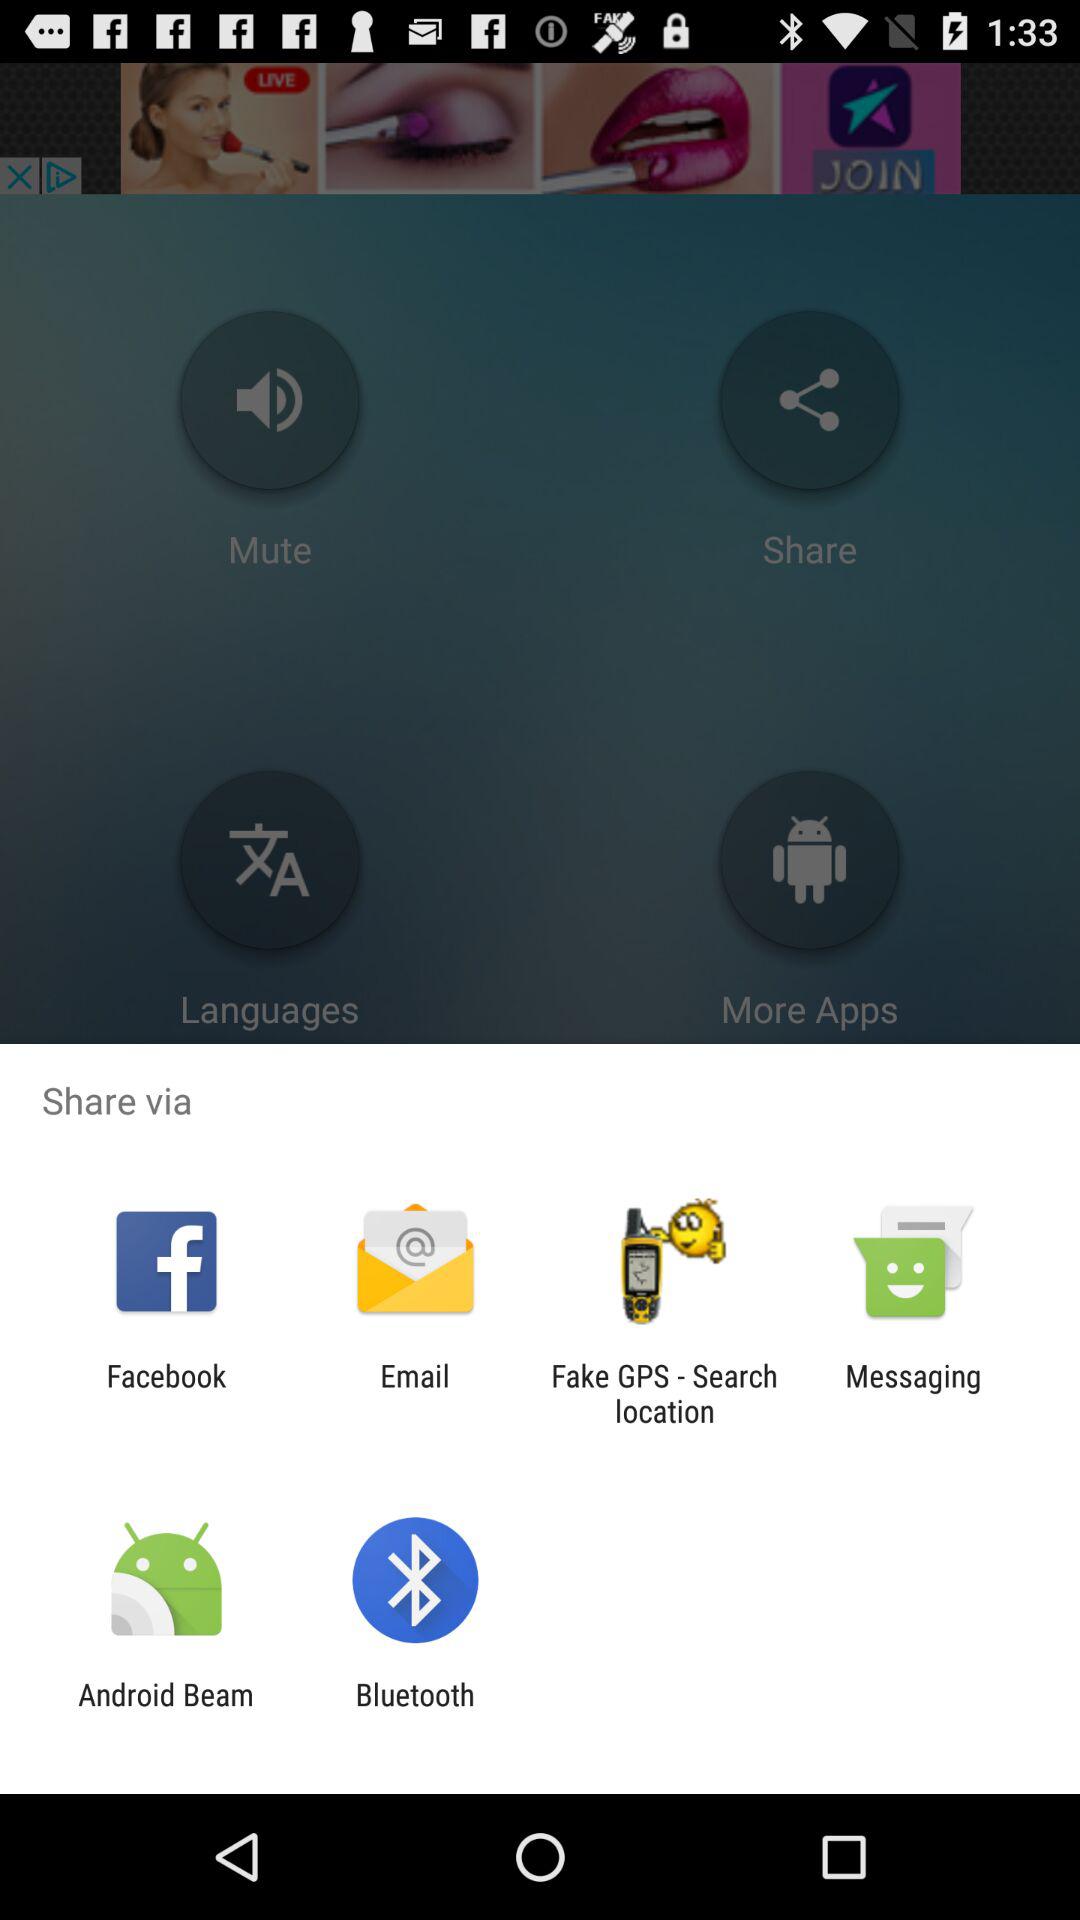 FAKE
1:33
LIVE
JOIN
Mute
Share
Languages
More Apps
Share via
Facebook
Email
Fake GPS - Search
location
Messaging
Android Beam
Bluetooth